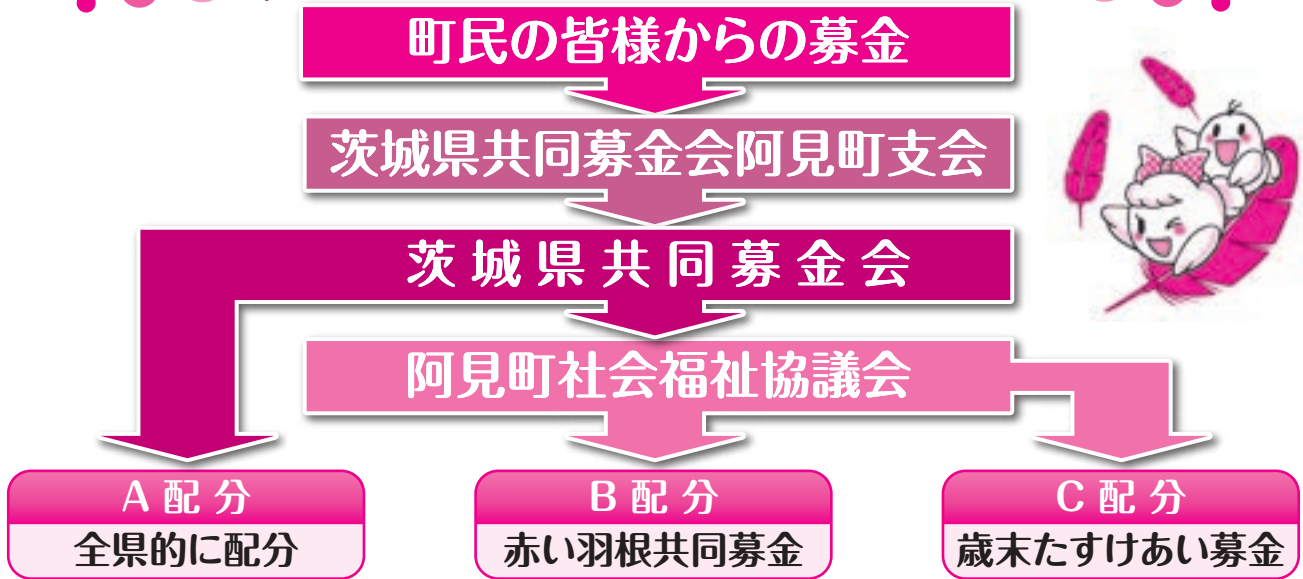 町民の皆様からの募金
茨城県共同募金会阿見町支会
茨城県共同募金会
阿見町社会福祉協議会
A配分
全県的に配分
B配分
赤い羽根共同募金
C配分
歳末たすけあい募金